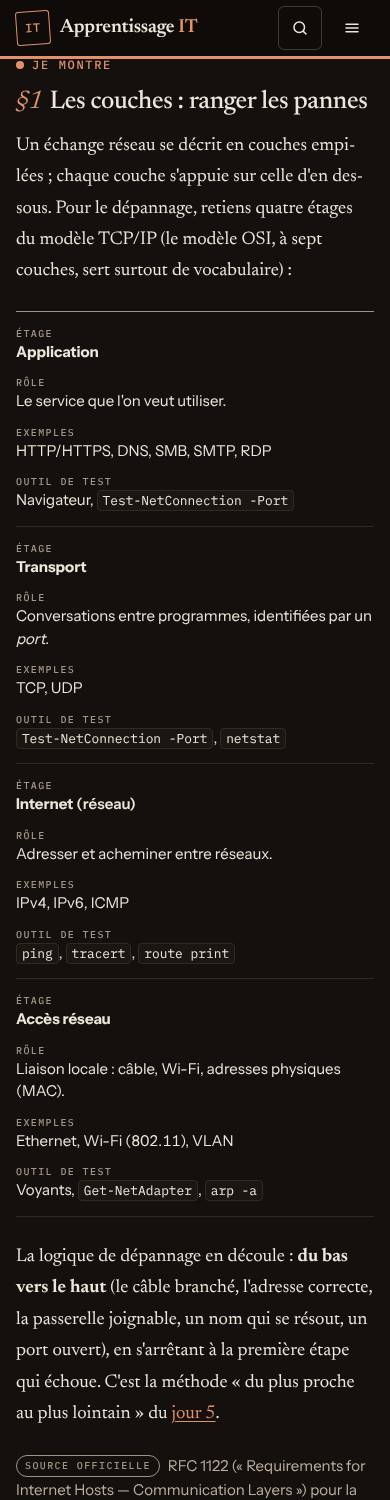 IT Apprentissage IT
JE MONTRE
§1 Les couches : ranger les pannes
Un échange réseau se décrit en couches empi-
lées ; chaque couche s'appuie sur celle d'en des-
sous. Pour le dépannage, retiens quatre étages
du modèle TCP/IP (le modèle OSI, à sept
couches, sert surtout de vocabulaire) :
ÉTAGE
Application
RÔLE
Le service que l'on veut utiliser.
EXEMPLES
HTTP/HTTPS, DNS, SMB, SMTP, RDP
OUTIL DE TEST
Navigateur, Test-NetConnection -Port
ÉTAGE
Transport
RÔLE
Conversations entre programmes, identifiées par un
port.
EXEMPLES
TCP, UDP
OUTIL DE TEST
Test-NetConnection -Port, netstat
ÉTAGE
Internet (réseau)
RÔLE
Adresser et acheminer entre réseaux.
EXEMPLES
IPv4, IPv6, ICMP
OUTIL DE TEST
ping, tracert, route print
ÉTAGE
Accès réseau
RÔLE
Liaison locale : câble, Wi-Fi, adresses physiques
(MAC).
EXEMPLES
Ethernet, Wi-Fi (802.11), VLAN
OUTIL DE TEST
Voyants, Get-NetAdapter, arp -a
La logique de dépannage en découle : du bas
vers le haut (le câble branché, l'adresse correcte,
la passerelle joignable, un nom qui se résout, un
port ouvert), en s'arrêtant à la première étape
qui échoue. C'est la méthode « du plus proche
au plus lointain » du jour 5.
SOURCE OFFICIELLE RFC 1122 (« Requirements for
Internet Hosts — Communication Layers ») pour la